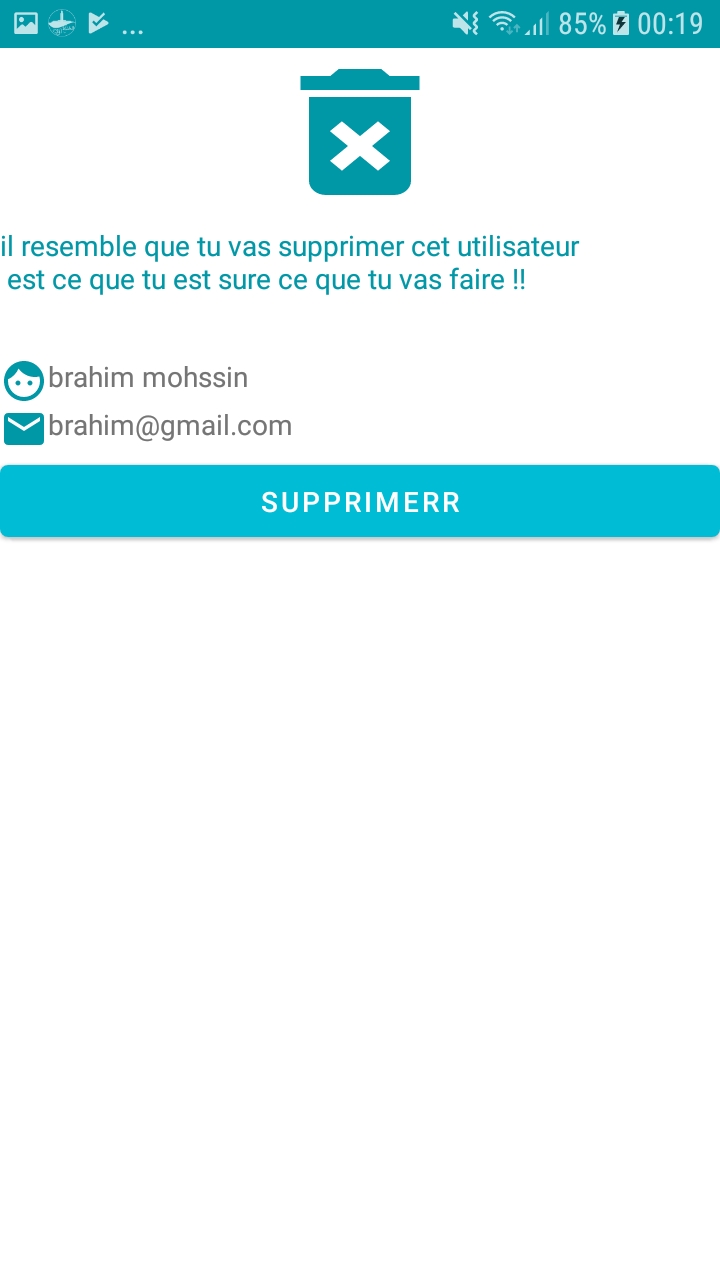 ... 85% 00:19
il resemble que tu vas supprimer cet utilisateur
est ce que tu est sure ce que tu vas faire !!
brahim mohssin
brahim@gmail.com
SUPPRIMERR